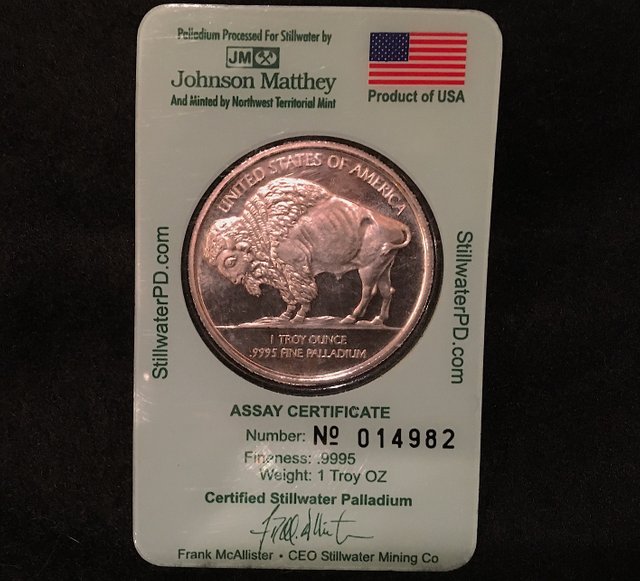 Palladium Processed For Stillwater by
JM
Johnson Matthey
And Minted by Northwest Territorial Mint
Product of USA
UNITED STATES OF AMERICA
1 TROY OUNCE
.9995 FINE PALLADIUM
StillwaterPD.com
StillwaterPD.com
ASSAY CERTIFICATE
Number: Nº 014982
Fineness: .9995
Weight: 1 Troy OZ
Certified Stillwater Palladium
Frank McAllister • CEO Stillwater Mining Co